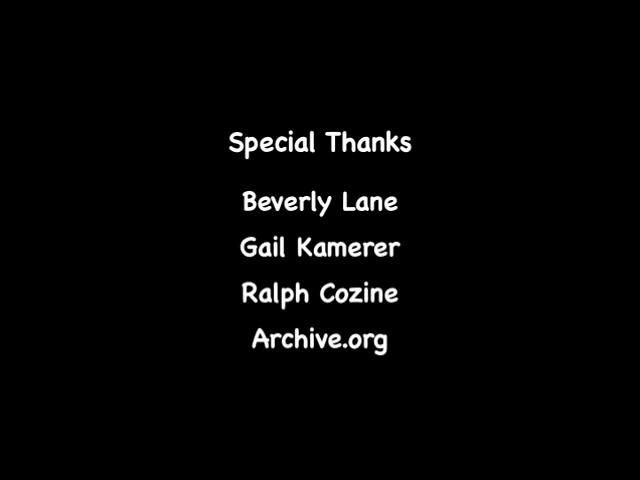 Special Thanks
Beverly Lane
Gail Kamerer
Ralph Cozine
Archive.org